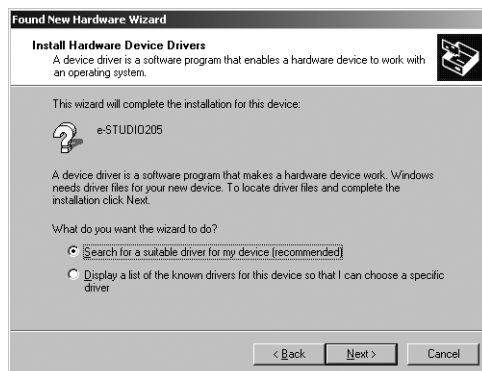 Found New Hardware Wizard
Install Hardware Device Drivers
A device driver is a software program that enables a hardware device to work with
an operating system.
This wizard will complete the installation for this device:
e-STUDIO205
A device driver is a software program that makes a hardware device work. Windows
needs driver files for your new device. To locate driver files and complete the
installation click Next.
What do you want the wizard to do?
Search for a suitable driver for my device (recommended)
Display a list of the known drivers for this device so that I can choose a specific
driver
< Back Next > Cancel